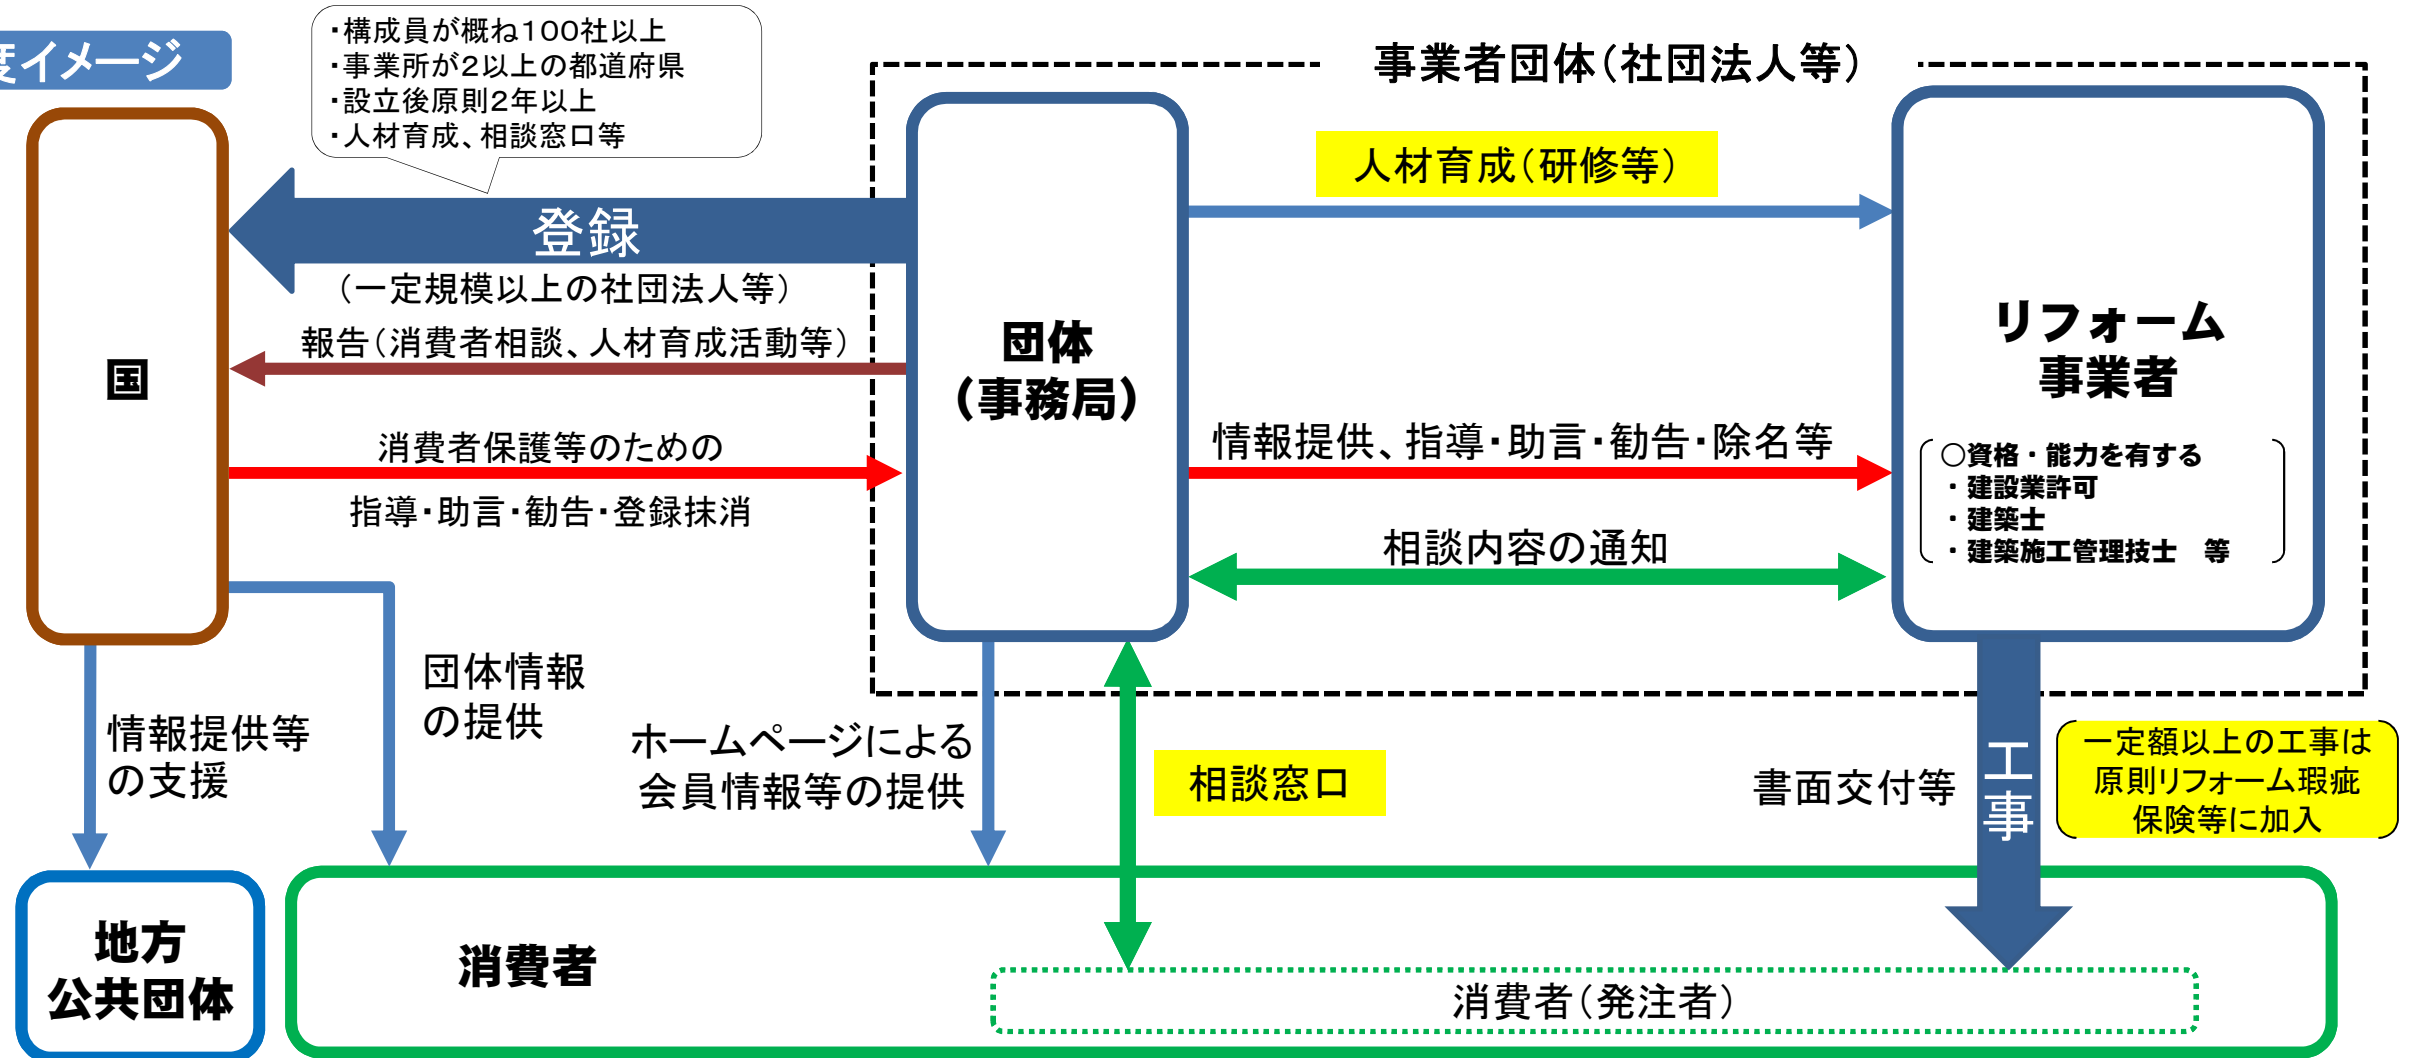 度イメージ
・構成員が概ね100社以上
・事業所が2以上の都道府県
・設立後原則2年以上
・人材育成、相談窓口等
事業者団体(社団法人等)
人材育成(研修等)
登録
(一定規模以上の社団法人等)
報告(消費者相談、人材育成活動等)
国
団体
(事務局)
リフォーム
事業者
消費者保護等のための
指導・助言・勧告・登録抹消
情報提供、指導・助言・勧告・除名等
○資格・能力を有する
・建設業許可
・建築士
・建築施工管理技士 等
相談内容の通知
情報提供等
の支援
団体情報
の提供
ホームページによる
会員情報等の提供
相談窓口
書面交付等
工事
一定額以上の工事は
原則リフォーム瑕疵
保険等に加入
地方
公共団体
消費者
消費者(発注者)